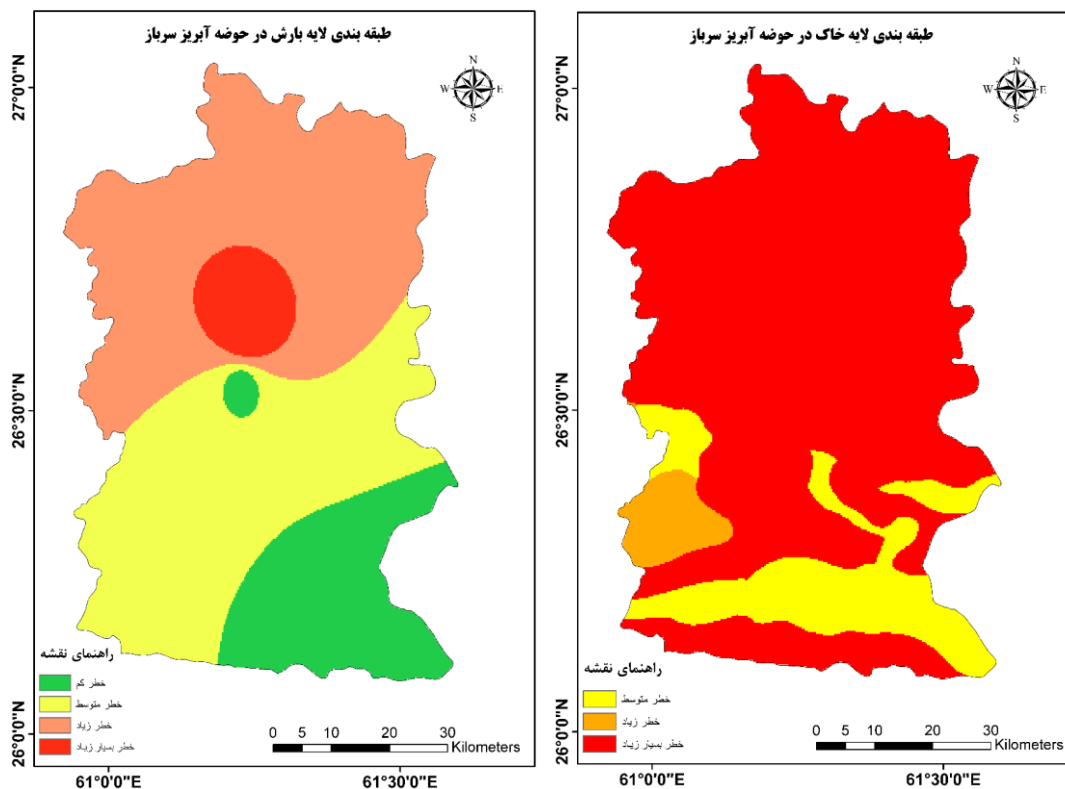 طبقه بندی لایه بارش در حوضه آبریز سرباز
N
W E
S
27°0'0"N
26°30'0"N
26°0'0"N
راهنمای نقشه
خطر کم
خطر متوسط
خطر زیاد
خطر بسیار زیاد
0 5 10 20 30
Kilometers
61°0'0"E 61°30'0"E
طبقه بندی لایه خاک در حوضه آبریز سرباز
N
W E
S
27°0'0"N
26°30'0"N
26°0'0"N
راهنمای نقشه
خطر متوسط
خطر زیاد
خطر بسیار زیاد
0 5 10 20 30
Kilometers
61°0'0"E 61°30'0"E